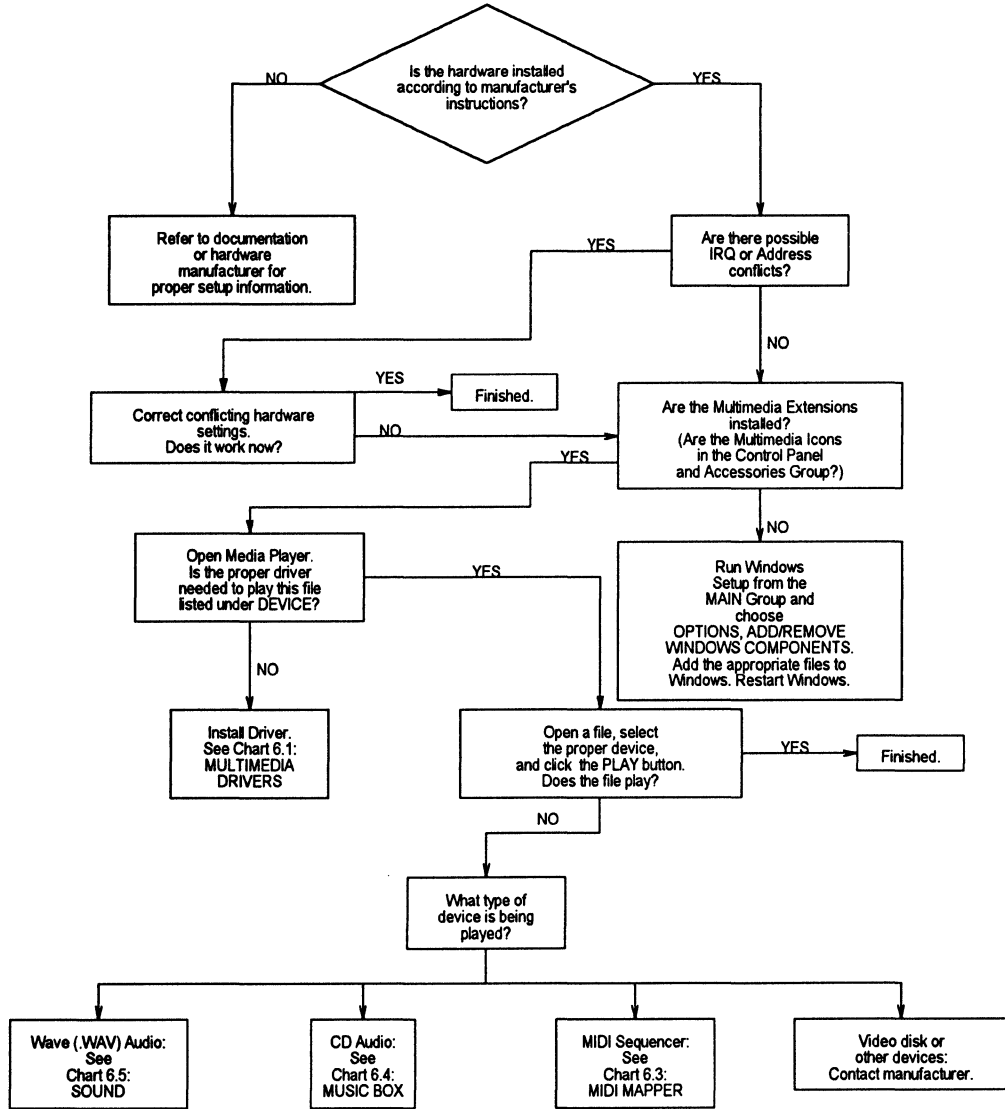 Is the hardware installed
according to manufacturer's
instructions?
NO
YES
Refer to documentation
or hardware
manufacturer for
proper setup information.
Are there possible
IRQ or Address
conflicts?
YES
NO
Correct conflicting hardware
settings.
Does it work now?
YES
Finished.
NO
Are the Multimedia Extensions
installed?
(Are the Multimedia Icons
in the Control Panel
and Accessories Group?)
YES
NO
Open Media Player.
Is the proper driver
needed to play this file
listed under DEVICE?
YES
NO
Run Windows
Setup from the
MAIN Group and
choose
OPTIONS, ADD/REMOVE
WINDOWS COMPONENTS.
Add the appropriate files to
Windows. Restart Windows.
Install Driver.
See Chart 6.1:
MULTIMEDIA
DRIVERS
Open a file, select
the proper device,
and click the PLAY button.
Does the file play?
YES
Finished.
NO
What type of
device is being
played?
Wave (.WAV) Audio:
See
Chart 6.5:
SOUND
CD Audio:
See
Chart 6.4:
MUSIC BOX
MIDI Sequencer:
See
Chart 6.3:
MIDI MAPPER
Video disk or
other devices:
Contact manufacturer.